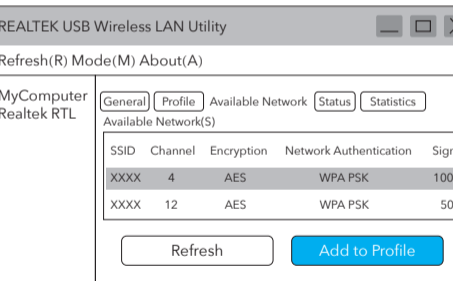 REALTEK USB Wireless LAN Utility
Refresh(R) Mode(M) About(A)
MyComputer
Realtek RTL
General Profile Available Network Status Statistics
Available Network(S)
SSID Channel Encryption Network Authentication
XXXX 4 AES WPA PSK 100
XXXX 12 AES WPA PSK 50
Refresh Add to Profile